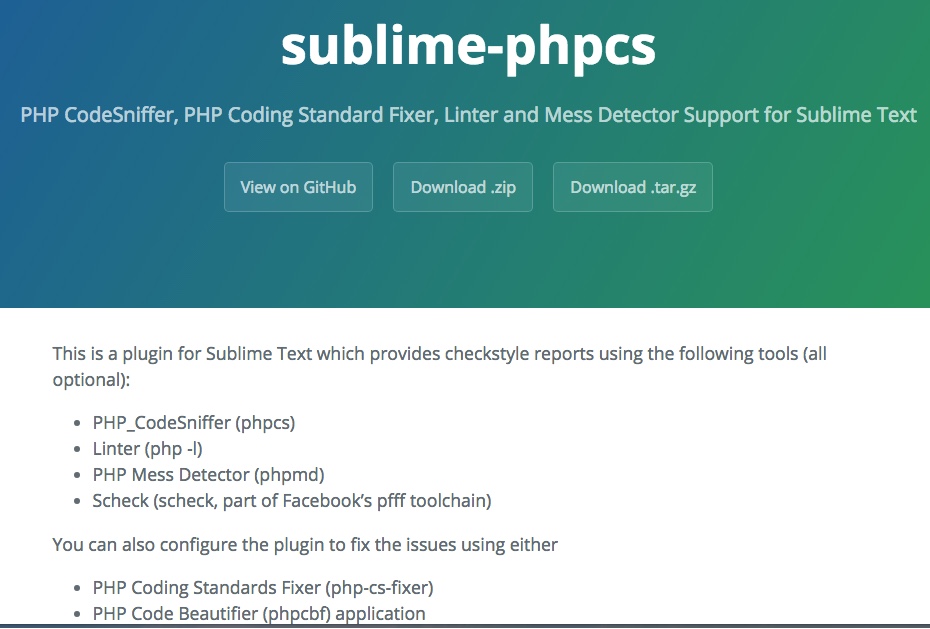 sublime-phpcs
PHP CodeSniffer, PHP Coding Standard Fixer, Linter and Mess Detector Support for Sublime Text
View on GitHub
Download .zip
Download .tar.gz
This is a plugin for Sublime Text which provides checkstyle reports using the following tools (all
optional):
• PHP_CodeSniffer (phpcs)
• Linter (php -l)
• PHP Mess Detector (phpmd)
• Scheck (scheck, part of Facebook’s pfff toolchain)
You can also configure the plugin to fix the issues using either
• PHP Coding Standards Fixer (php-cs-fixer)
• PHP Code Beautifier (phpcbf) application